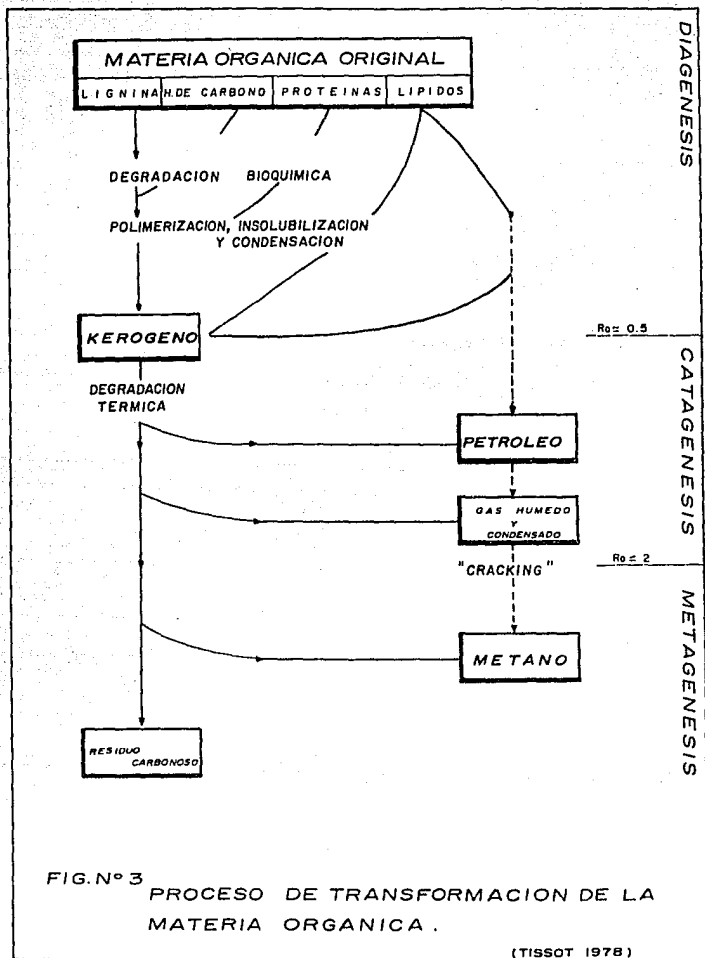 MATERIA ORGANICA ORIGINAL
LIGNINA H.DE CARBONO PROTEINAS LIPIDOS
DEGRADACION BIOQUIMICA
POLIMERIZACION, INSOLUBILIZACION
Y CONDENSACION
KEROGENO
DEGRADACION
TERMICA
PETROLEO
GAS HUMEDO
Y
CONDENSADO
"CRACKING"
METANO
RESIDUO
CARBONOSO
DIAGENESIS
Ro= 0.5
CATAGENESIS
Ro= 2
METAGENESIS
FIG. Nº 3
PROCESO DE TRANSFORMACION DE LA
MATERIA ORGANICA.
(TISSOT 1978)